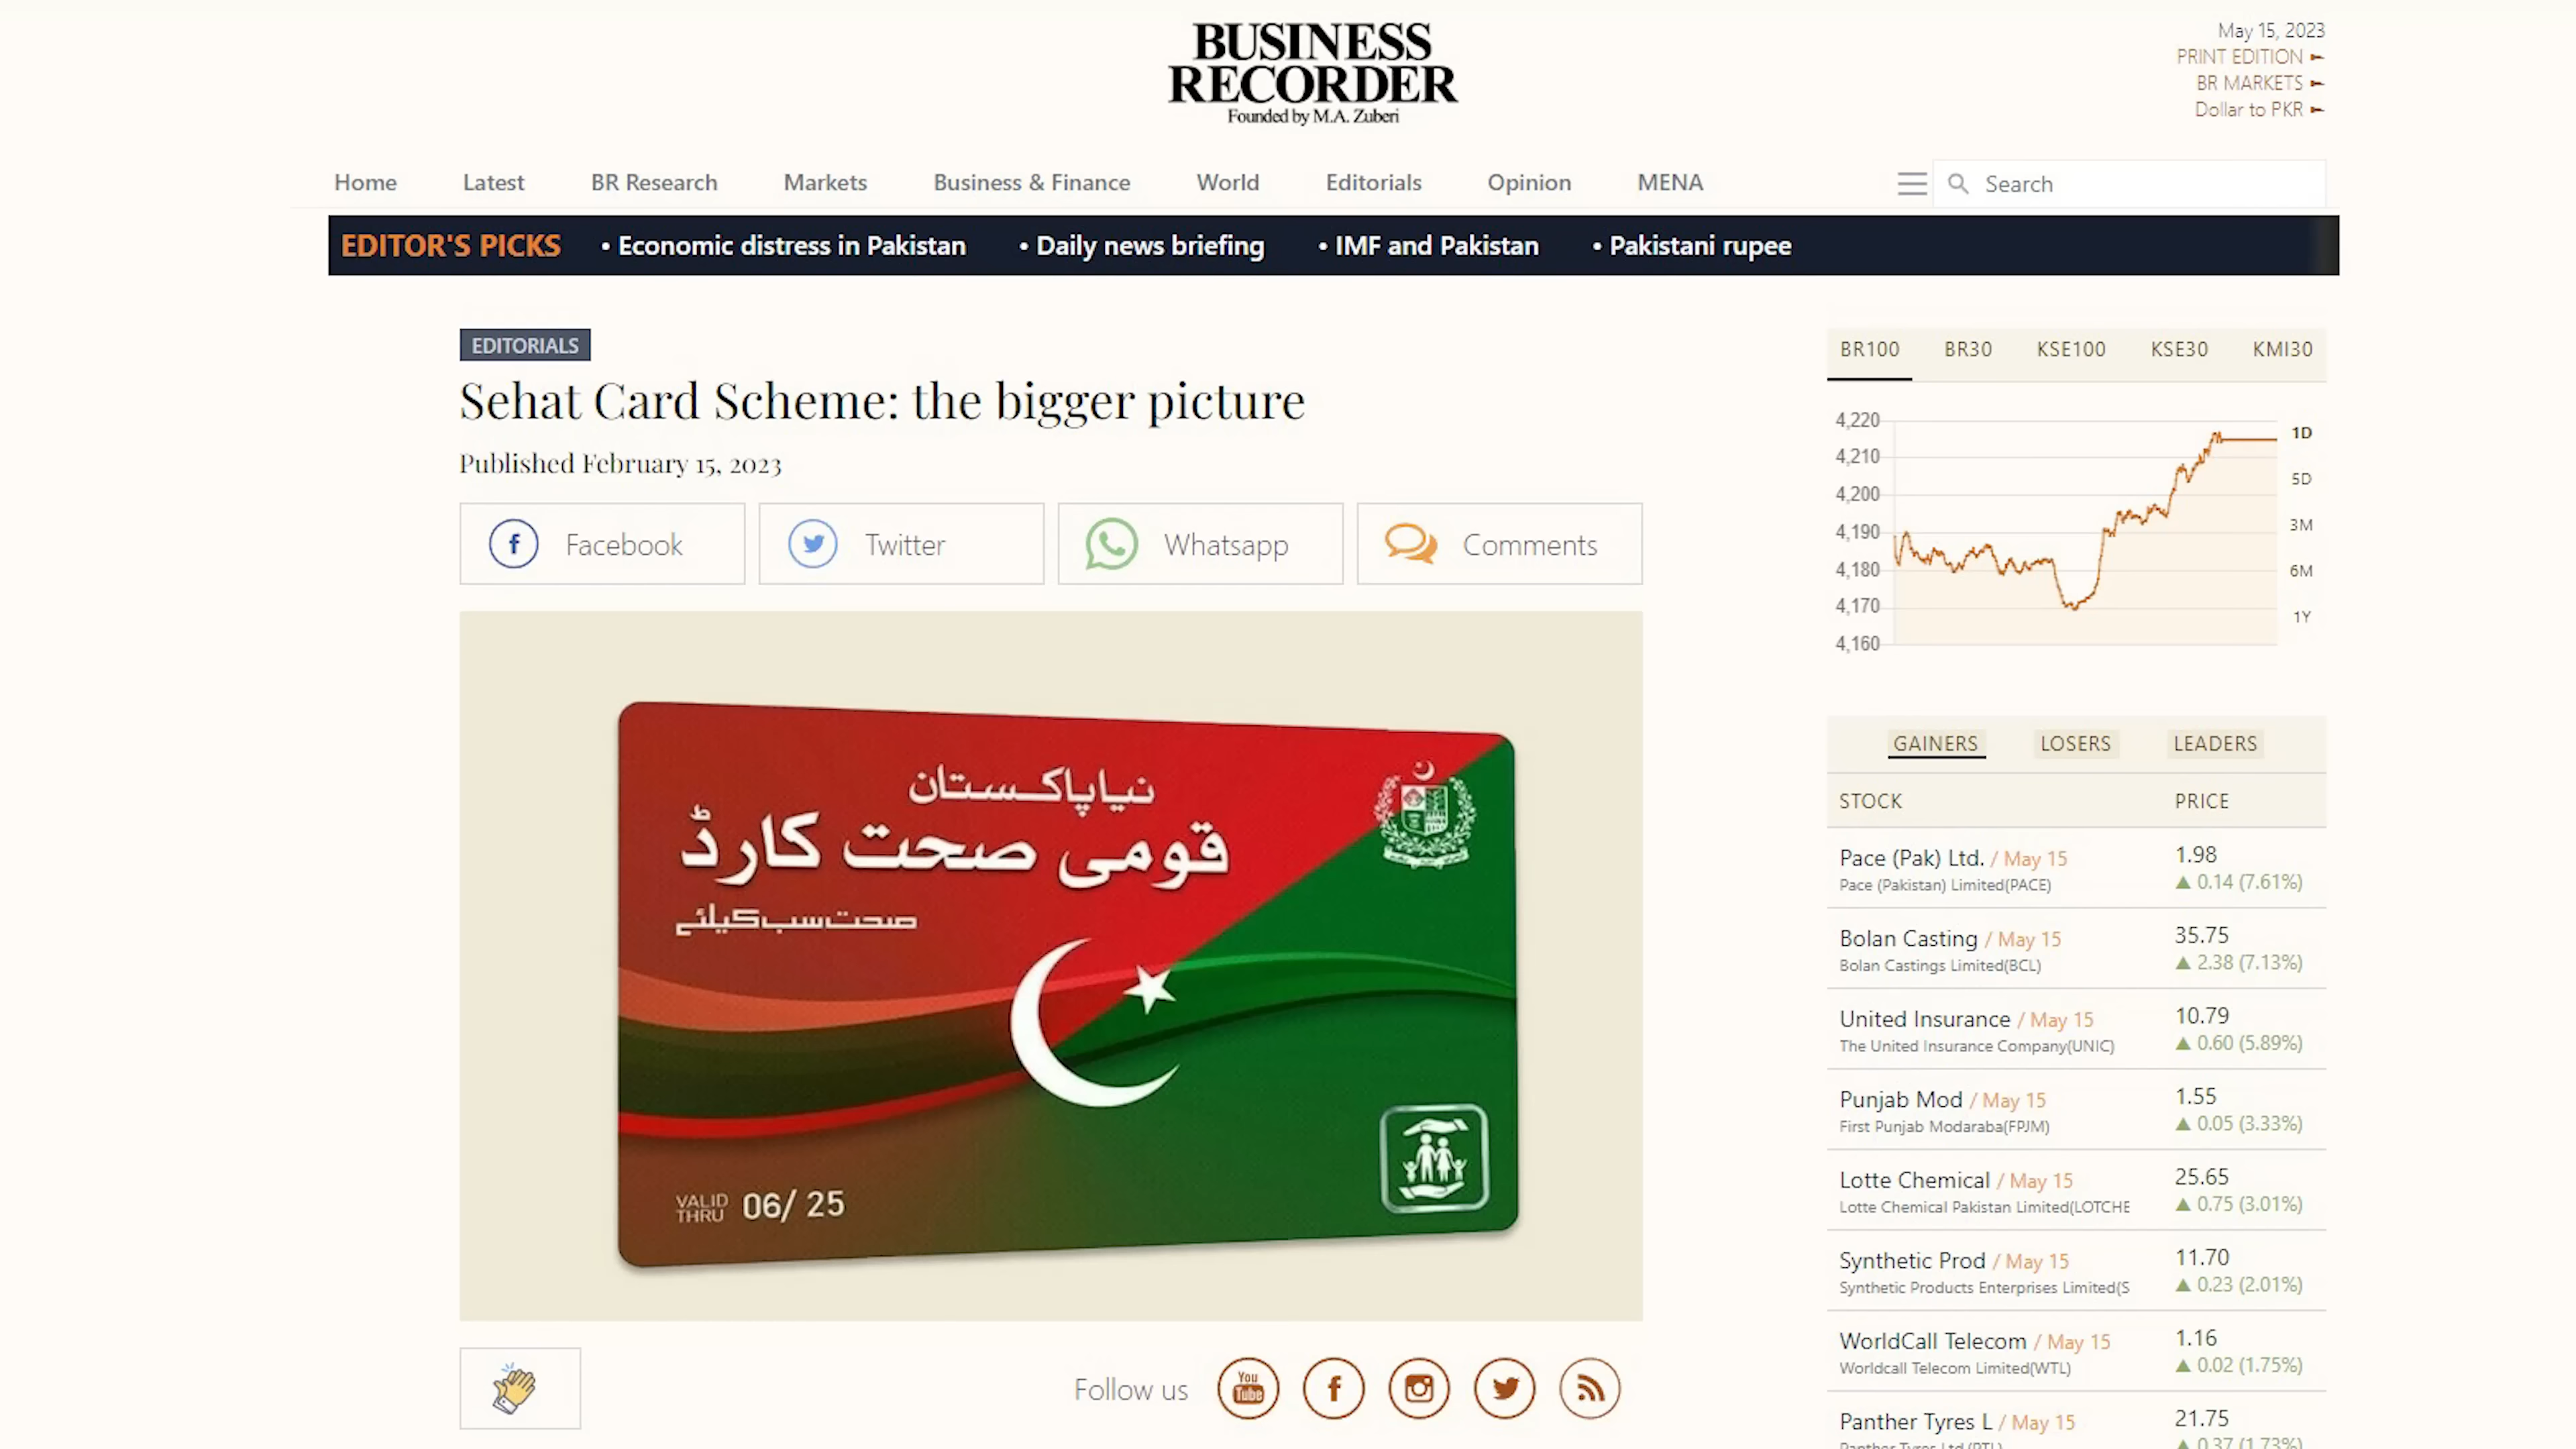 BUSINESS
RECORDER
Founded by M.A. Zuberi
May 15, 2023
PRINT EDITION
BR MARKETS
Dollar to PKR
Home Latest BR Research Markets Business & Finance World Editorials Opinion MENA
Search
EDITOR'S PICKS • Economic distress in Pakistan • Daily news briefing • IMF and Pakistan • Pakistani rupee
EDITORIALS
Sehat Card Scheme: the bigger picture
Published February 15, 2023
f Facebook Twitter Whatsapp Comments
نیا پاکستان
قومی صحت کارڈ
صحت سب کیلئے
VALID
THRU 06/ 25
Follow us You Tube f
BR100 BR30 KSE100 KSE30 KMI30
4,220
4,210
4,200
4,190
4,180
4,170
4,160
1D
5D
3M
6M
1Y
GAINERS LOSERS LEADERS
STOCK PRICE
Pace (Pak) Ltd. / May 15 1.98
Pace (Pakistan) Limited(PACE) ▲ 0.14 (7.61%)
Bolan Casting / May 15 35.75
Bolan Castings Limited(BCL) ▲ 2.38 (7.13%)
United Insurance / May 15 10.79
The United Insurance Company(UNIC) ▲ 0.60 (5.89%)
Punjab Mod / May 15 1.55
First Punjab Modaraba(FPJM) ▲ 0.05 (3.33%)
Lotte Chemical / May 15 25.65
Lotte Chemical Pakistan Limited(LOTCHE ▲ 0.75 (3.01%)
Synthetic Prod / May 15 11.70
Synthetic Products Enterprises Limited(S ▲ 0.23 (2.01%)
WorldCall Telecom / May 15 1.16
Worldcall Telecom Limited(WTL) ▲ 0.02 (1.75%)
Panther Tyres L / May 15 21.75
Panther Tyres Ltd.(PTL) ▲ 0.37 (1.73%)